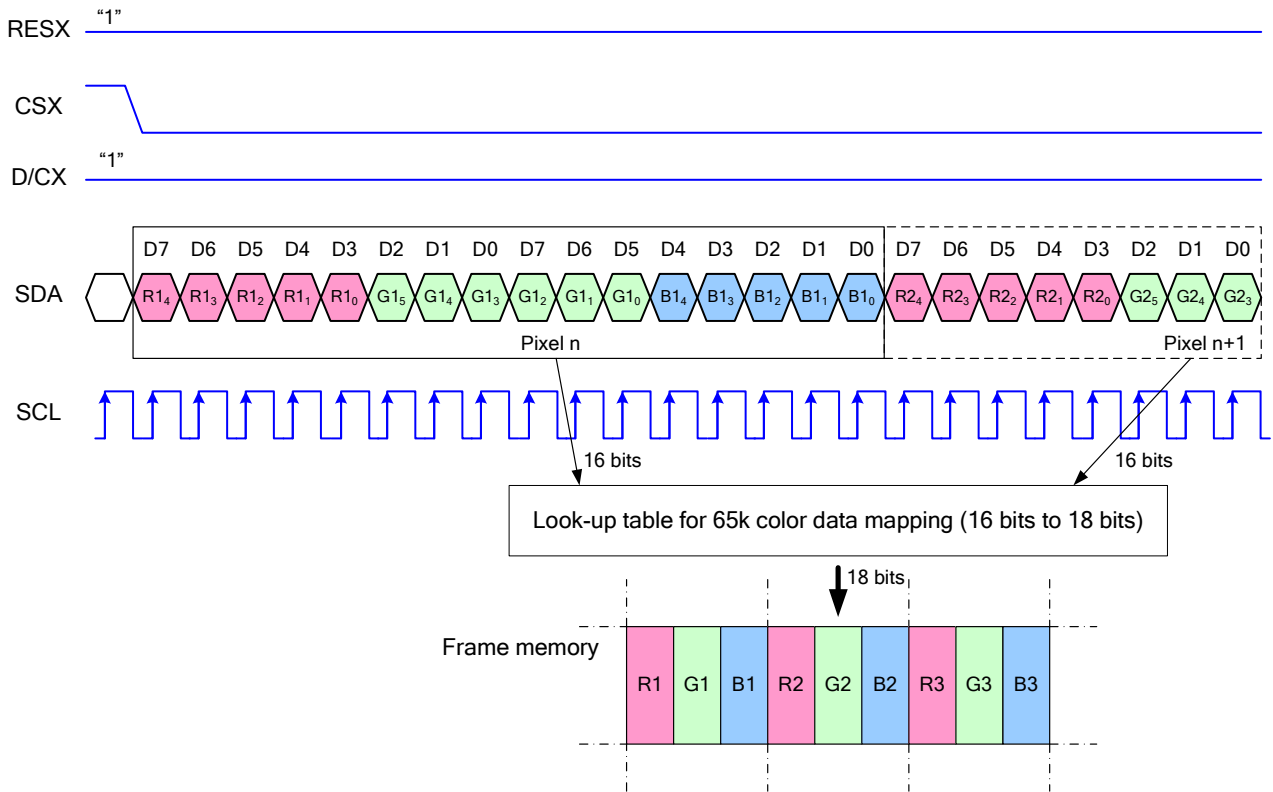 “1”
RESX
CSX
“1”
D/CX
D7 D6 D5 D4 D3 D2 D1 D0 D7 D6 D5 D4 D3 D2 D1 D0 D7 D6 D5 D4 D3 D2 D1 D0
SDA R1₄ R1₃ R1₂ R1₁ R1₀ G1₅ G1₄ G1₃ G1₂ G1₁ G1₀ B1₄ B1₃ B1₂ B1₁ B1₀ R2₄ R2₃ R2₂ R2₁ R2₀ G2₅ G2₄ G2₃
Pixel n Pixel n+1
SCL
16 bits 16 bits
Look-up table for 65k color data mapping (16 bits to 18 bits)
18 bits
Frame memory
R1 G1 B1 R2 G2 B2 R3 G3 B3